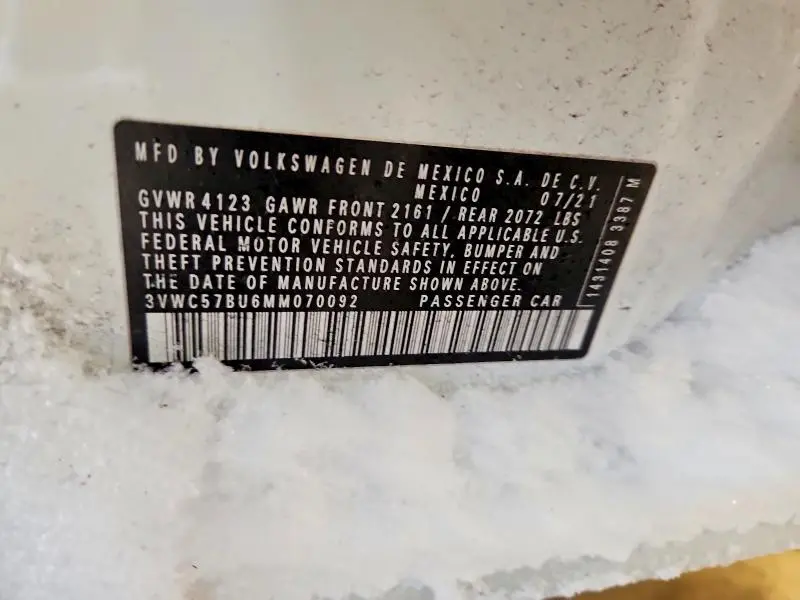 MFD BY VOLKSWAGEN DE MEXICO S.A. DE C.V.
MEXICO 07/21
GVWR 4123 GAWR FRONT 2161 / REAR 2072 LBS
THIS VEHICLE CONFORMS TO ALL APPLICABLE U.S.
FEDERAL MOTOR VEHICLE SAFETY, BUMPER AND
THEFT PREVENTION STANDARDS IN EFFECT ON
THE DATE OF MANUFACTURE SHOWN ABOVE.
3VWC57BU6MM070092 PASSENGER CAR
1431408 3387 M